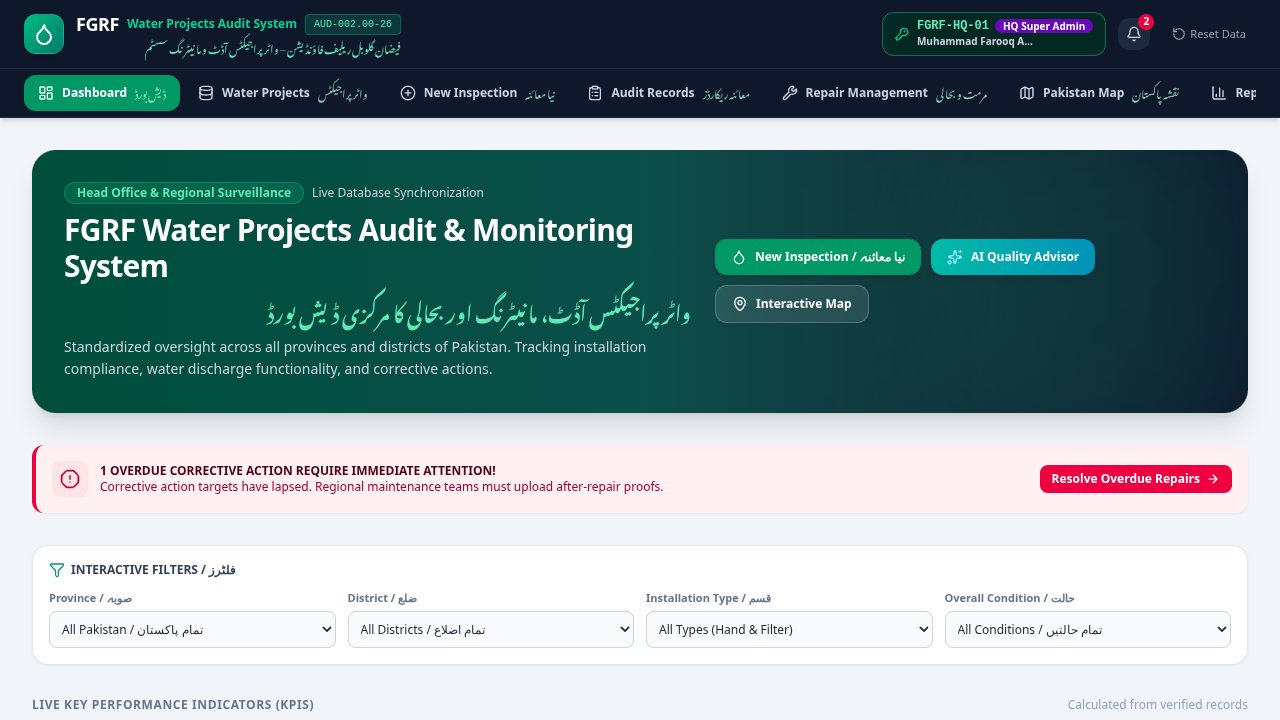 FGRF Water Projects Audit System AUD-002.00-26
فیضان گلوبل ریلیف فاؤنڈیشن - واٹر پراجیکٹس آڈٹ و مانیٹرنگ سسٹم
FGRF-HQ-01 HQ Super Admin
Muhammad Farooq A...
2
Reset Data
Dashboard ڈیش بورڈ
Water Projects واٹر پراجیکٹس
New Inspection نیا معائنہ
Audit Records معائنہ ریکارڈز
Repair Management مرمت و بحالی
Pakistan Map نقشہ پاکستان
Rep
Head Office & Regional Surveillance Live Database Synchronization
FGRF Water Projects Audit & Monitoring
System
واٹر پراجیکٹس آڈٹ، مانیٹرنگ اور بحالی کا مرکزی ڈیش بورڈ
Standardized oversight across all provinces and districts of Pakistan. Tracking installation
compliance, water discharge functionality, and corrective actions.
New Inspection / نیا معائنہ
AI Quality Advisor
Interactive Map
1 OVERDUE CORRECTIVE ACTION REQUIRE IMMEDIATE ATTENTION!
Corrective action targets have lapsed. Regional maintenance teams must upload after-repair proofs.
Resolve Overdue Repairs
INTERACTIVE FILTERS / فلٹرز
Province / صوبہ
All Pakistan / تمام پاکستان
District / ضلع
All Districts / تمام اضلاع
Installation Type / قسم
All Types (Hand & Filter)
Overall Condition / حالت
All Conditions / تمام حالتیں
LIVE KEY PERFORMANCE INDICATORS (KPIS)
Calculated from verified records